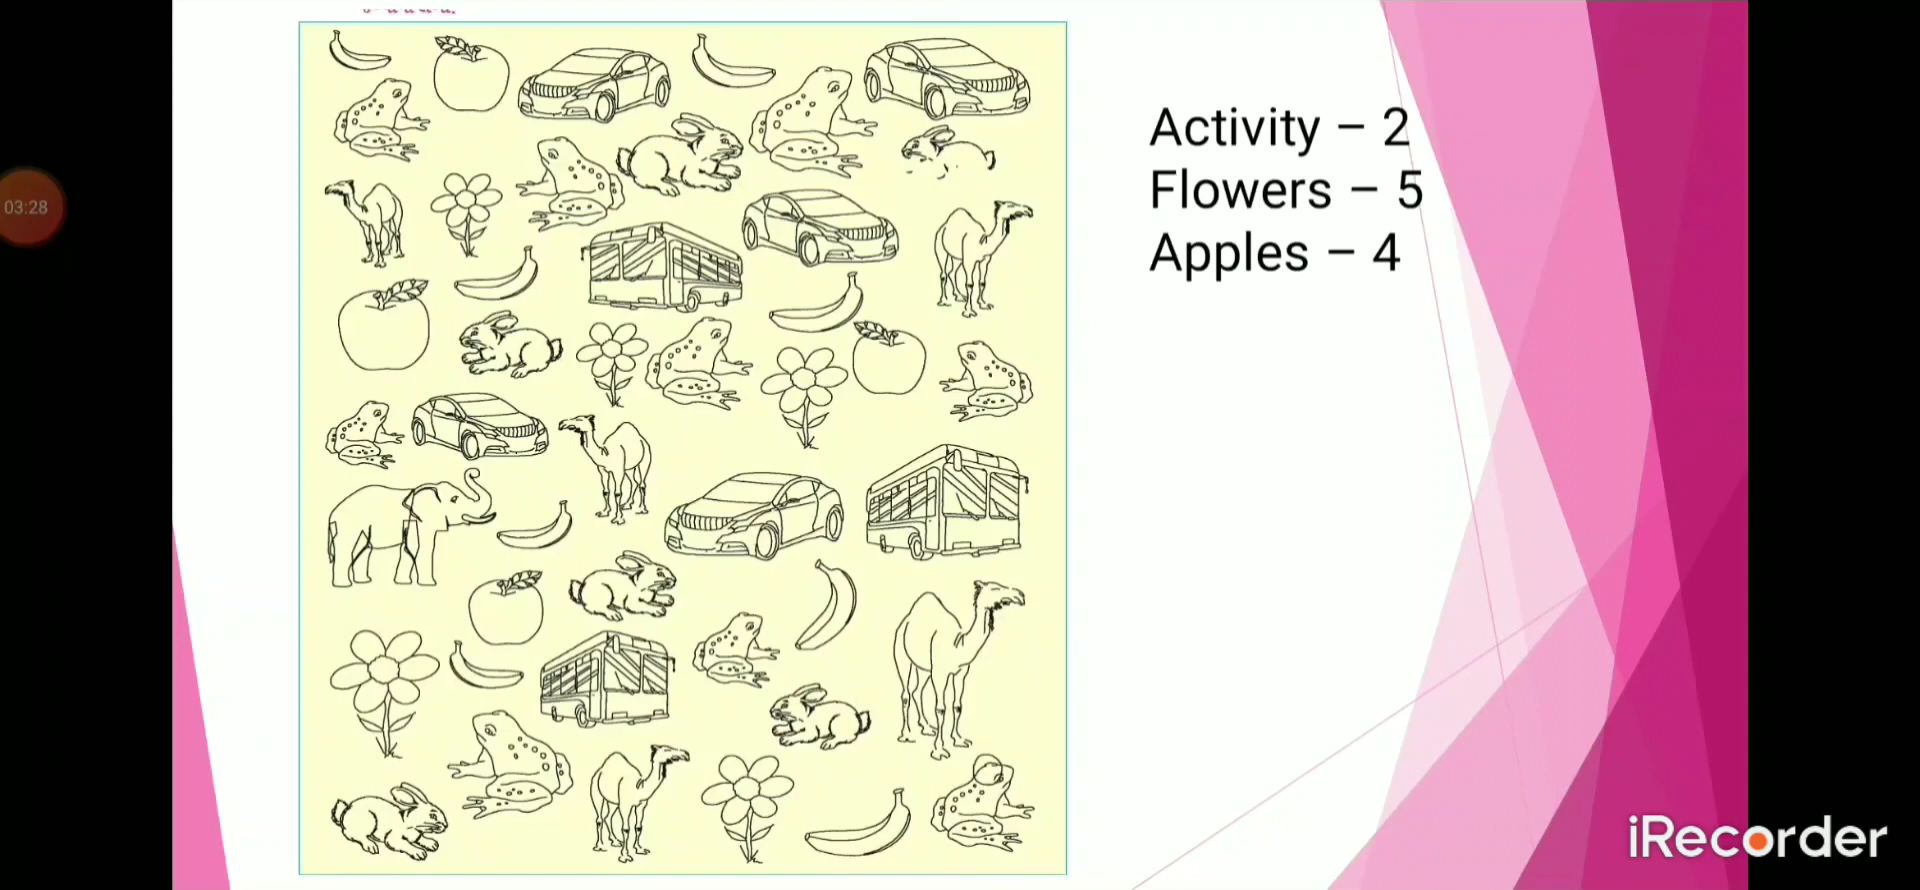 03:28
Activity – 2
Flowers – 5
Apples – 4
iRecorder